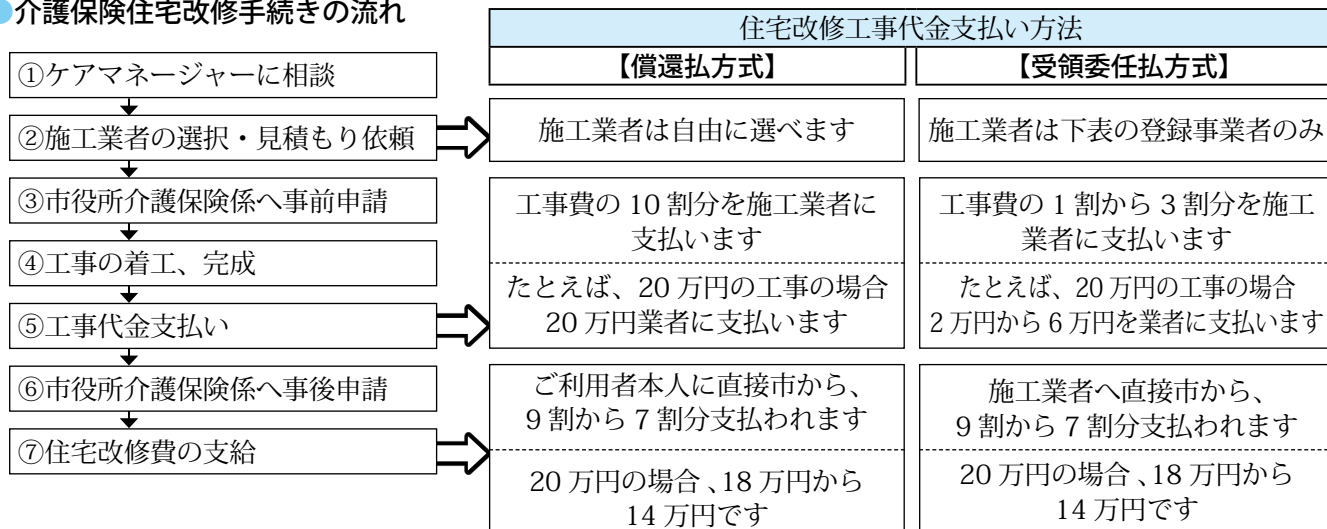 ●介護保険住宅改修手続きの流れ
①ケアマネージャーに相談
②施工業者の選択・見積もり依頼
③市役所介護保険係へ事前申請
④工事の着工、完成
⑤工事代金支払い
⑥市役所介護保険係へ事後申請
⑦住宅改修費の支給
住宅改修工事代金支払い方法
【償還払方式】
施工業者は自由に選べます
工事費の 10 割分を施工業者に
支払います
たとえば、20 万円の工事の場合
20 万円業者に支払います
ご利用者本人に直接市から、
9 割から 7 割分支払われます
20 万円の場合、18 万円から
14 万円です
【受領委任払方式】
施工業者は下表の登録事業者のみ
工事費の 1 割から 3 割分を施工
業者に支払います
たとえば、20 万円の工事の場合
2 万円から 6 万円を業者に支払います
施工業者へ直接市から、
9 割から 7 割分支払われます
20 万円の場合、18 万円から
14 万円です